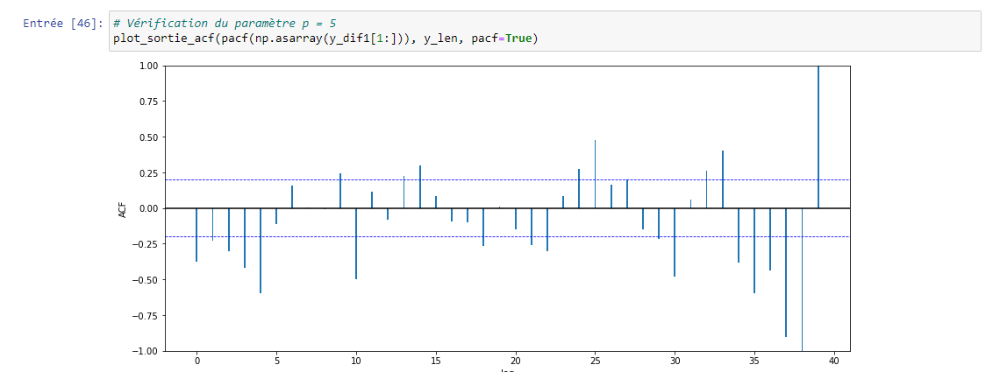 Entrée [46]: # Vérification du paramètre p = 5
plot_sortie_acf(pacf(np.asarray(y_dif1[1:])), y_len, pacf=True)
1.00
0.75
0.50
0.25
0.00
−0.25
−0.50
−0.75
−1.00
ACF
0 5 10 15 20 25 30 35 40